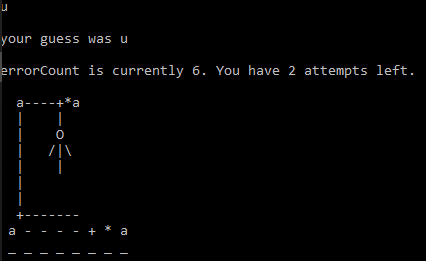 u
your guess was u
errorCount is currently 6. You have 2 attempts left.
a----+*a
|    |
|    O
|   /|\
|    |
|
|
+-------
a - - - - + * a
_ _ _ _ _ _ _ _